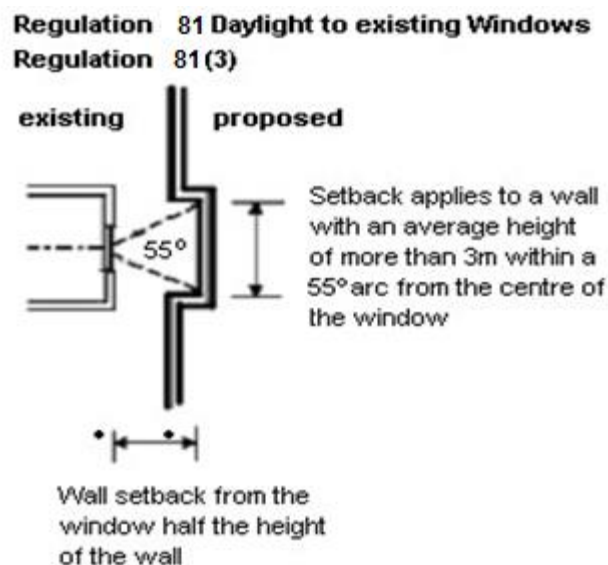 Regulation 81 Daylight to existing Windows
Regulation 81(3)
existing proposed
55°
Setback applies to a wall
with an average height
of more than 3m within a
55° arc from the centre of
the window
Wall setback from the
window half the height
of the wall